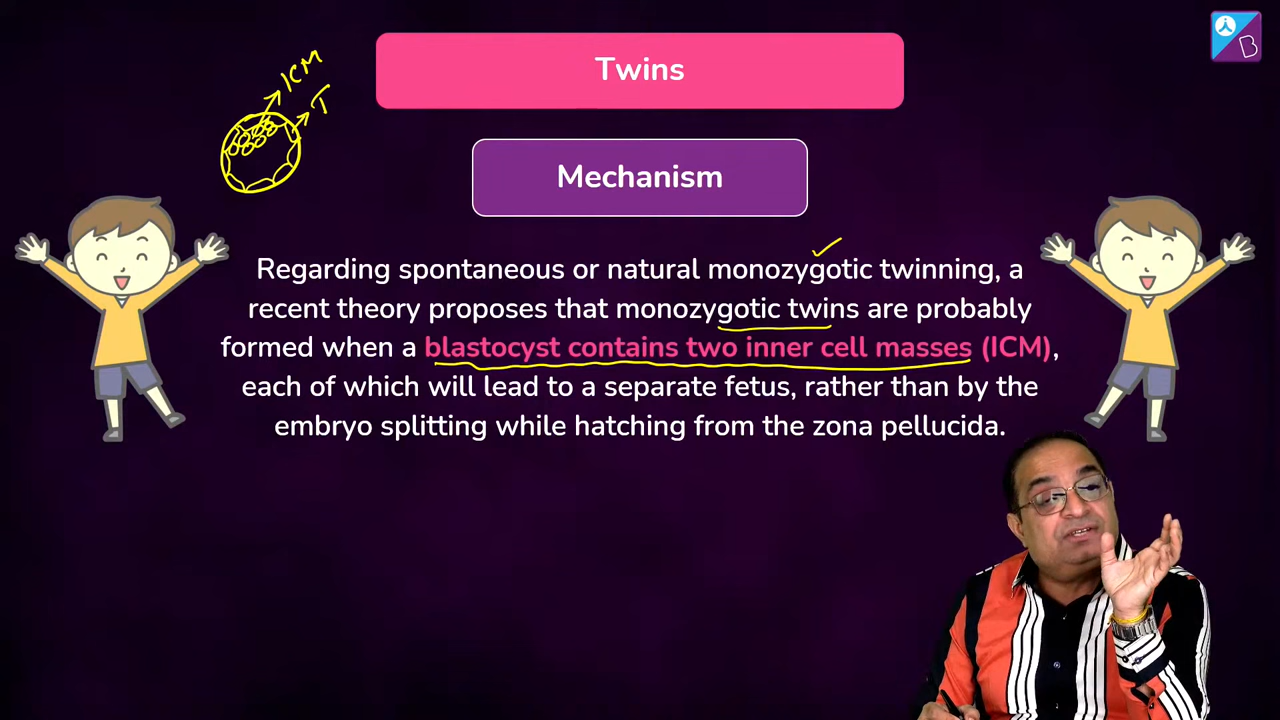 Twins
ICM
T
Mechanism
Regarding spontaneous or natural monozygotic twinning, a
recent theory proposes that monozygotic twins are probably
formed when a blastocyst contains two inner cell masses (ICM),
each of which will lead to a separate fetus, rather than by the
embryo splitting while hatching from the zona pellucida.
B